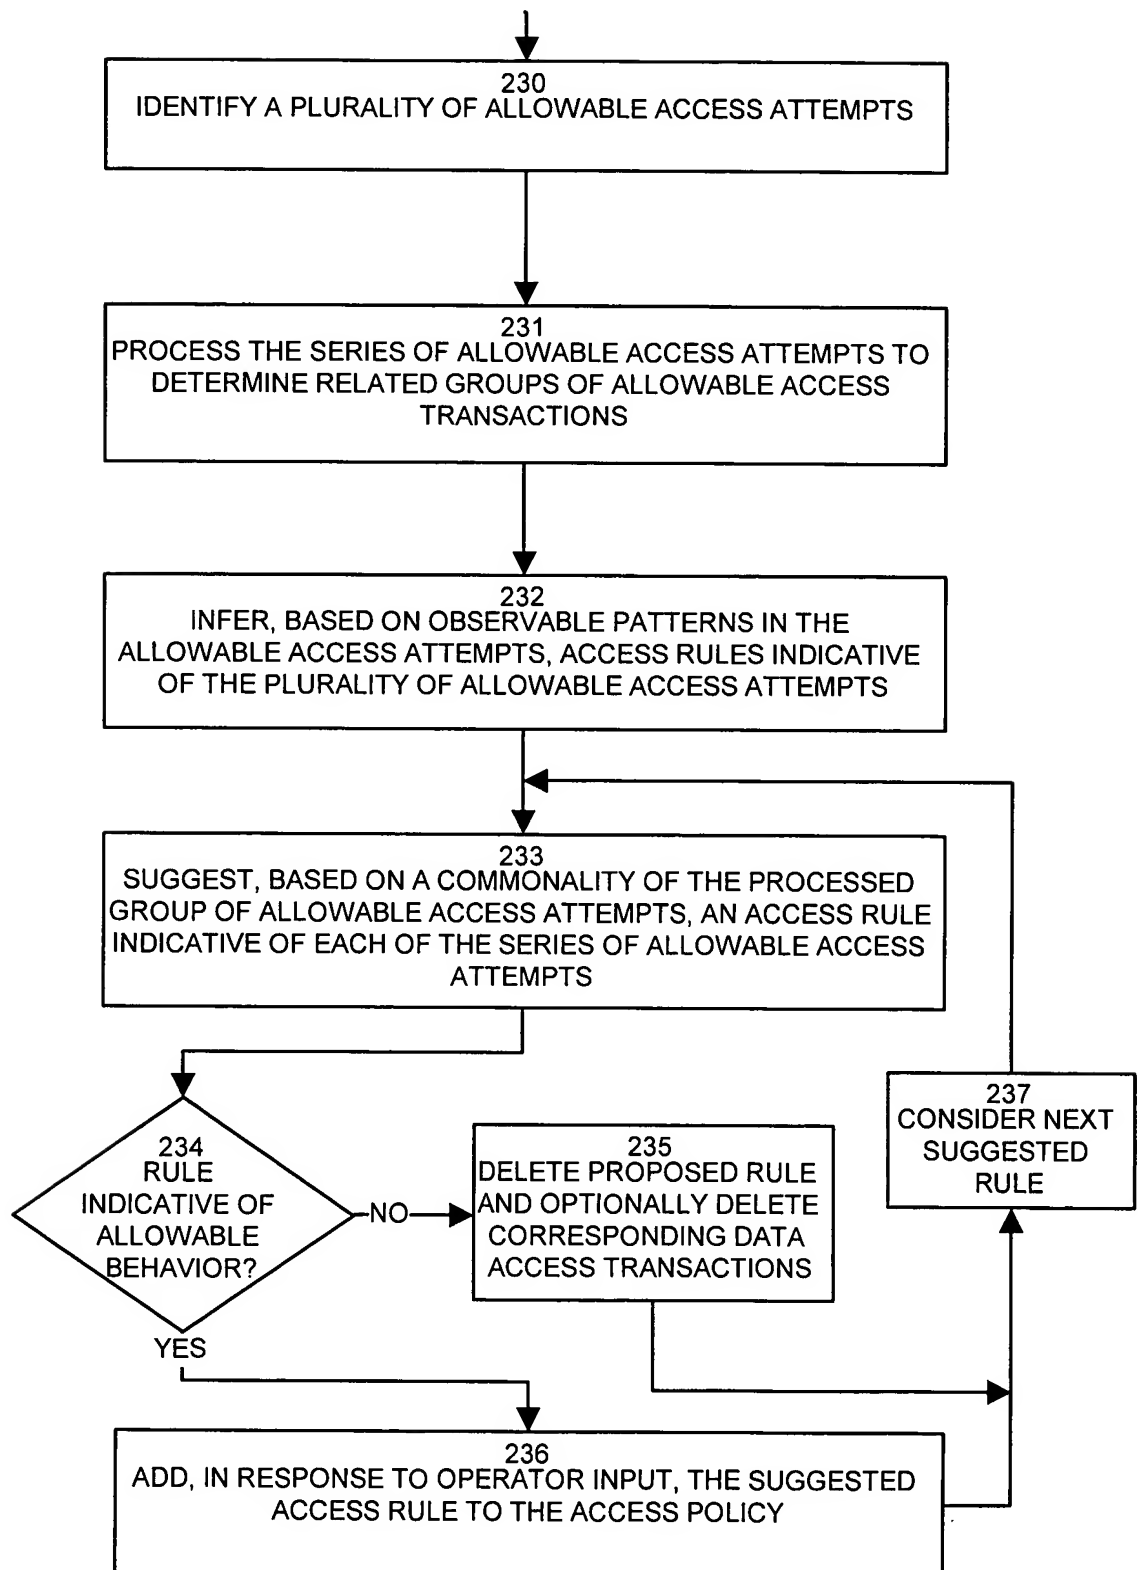 230
IDENTIFY A PLURALITY OF ALLOWABLE ACCESS ATTEMPTS
231
PROCESS THE SERIES OF ALLOWABLE ACCESS ATTEMPTS TO
DETERMINE RELATED GROUPS OF ALLOWABLE ACCESS
TRANSACTIONS
232
INFER, BASED ON OBSERVABLE PATTERNS IN THE
ALLOWABLE ACCESS ATTEMPTS, ACCESS RULES INDICATIVE
OF THE PLURALITY OF ALLOWABLE ACCESS ATTEMPTS
233
SUGGEST, BASED ON A COMMONALITY OF THE PROCESSED
GROUP OF ALLOWABLE ACCESS ATTEMPTS, AN ACCESS RULE
INDICATIVE OF EACH OF THE SERIES OF ALLOWABLE ACCESS
ATTEMPTS
234
RULE
INDICATIVE OF
ALLOWABLE
BEHAVIOR?
NO
YES
235
DELETE PROPOSED RULE
AND OPTIONALLY DELETE
CORRESPONDING DATA
ACCESS TRANSACTIONS
237
CONSIDER NEXT
SUGGESTED
RULE
236
ADD, IN RESPONSE TO OPERATOR INPUT, THE SUGGESTED
ACCESS RULE TO THE ACCESS POLICY